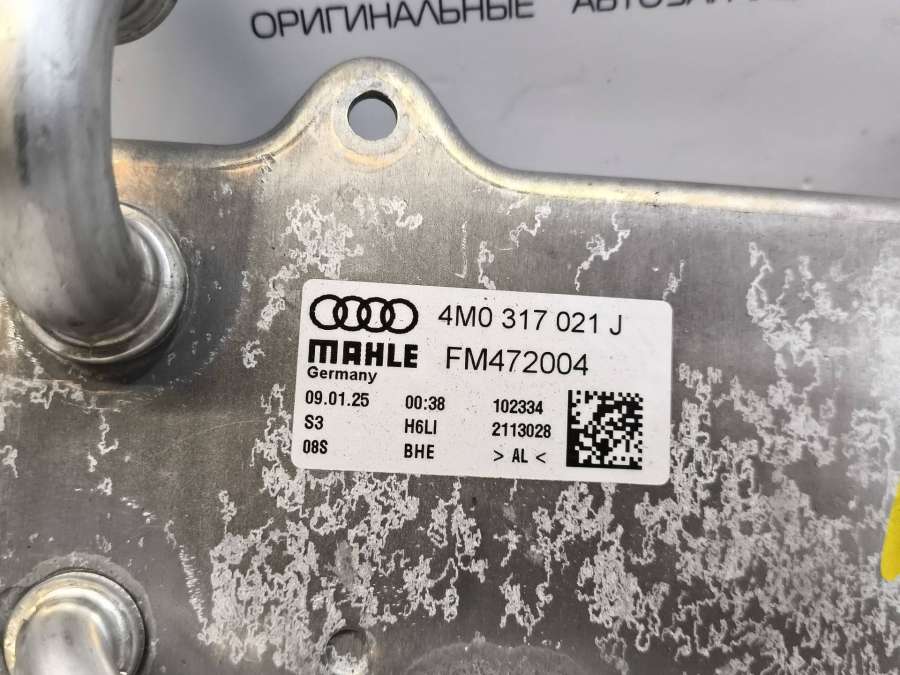 ОРИГИНАЛЬНЫЕ
4M0 317 021 J
MAHLE FM472004
Germany
09.01.25 00:38 102334
S3 H6LI 2113028
08S BHE > AL <